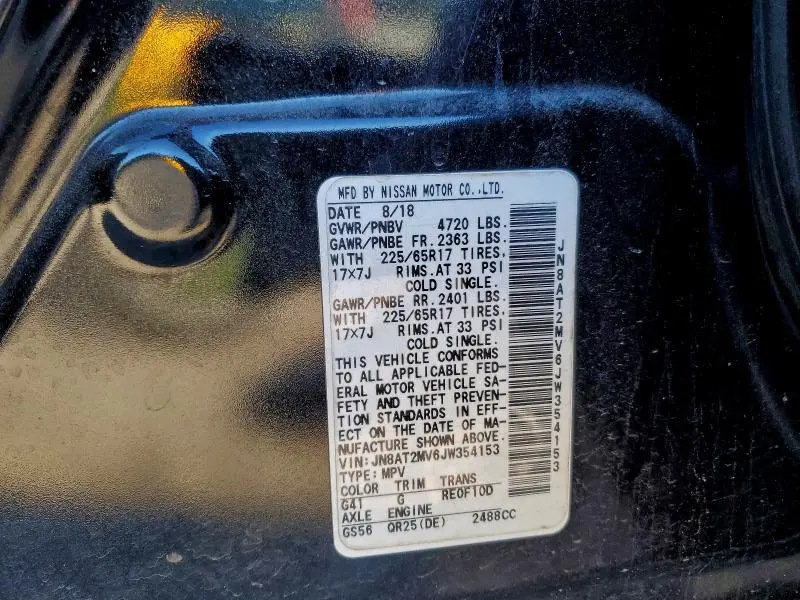 MFD BY NISSAN MOTOR CO.,LTD.
DATE 8/18
GVWR/PNBV 4720 LBS.
GAWR/PNBE FR. 2363 LBS.
WITH 225/65R17 TIRES,
17×7J RIMS. AT 33 PSI
COLD SINGLE.
GAWR/PNBE RR. 2401 LBS.
WITH 225/65R17 TIRES,
17×7J RIMS. AT 33 PSI
COLD SINGLE.
THIS VEHICLE CONFORMS
TO ALL APPLICABLE FED-
ERAL MOTOR VEHICLE SA-
FETY AND THEFT PREVEN-
TION STANDARDS IN EFF-
ECT ON THE DATE OF MA-
NUFACTURE SHOWN ABOVE.
VIN: JN8AT2MV6JW354153
TYPE: MPV
COLOR TRIM TRANS
G41 G RE0F10D
AXLE ENGINE
GS56 QR25(DE) 2488CC
JN8AT2MV6JW354153